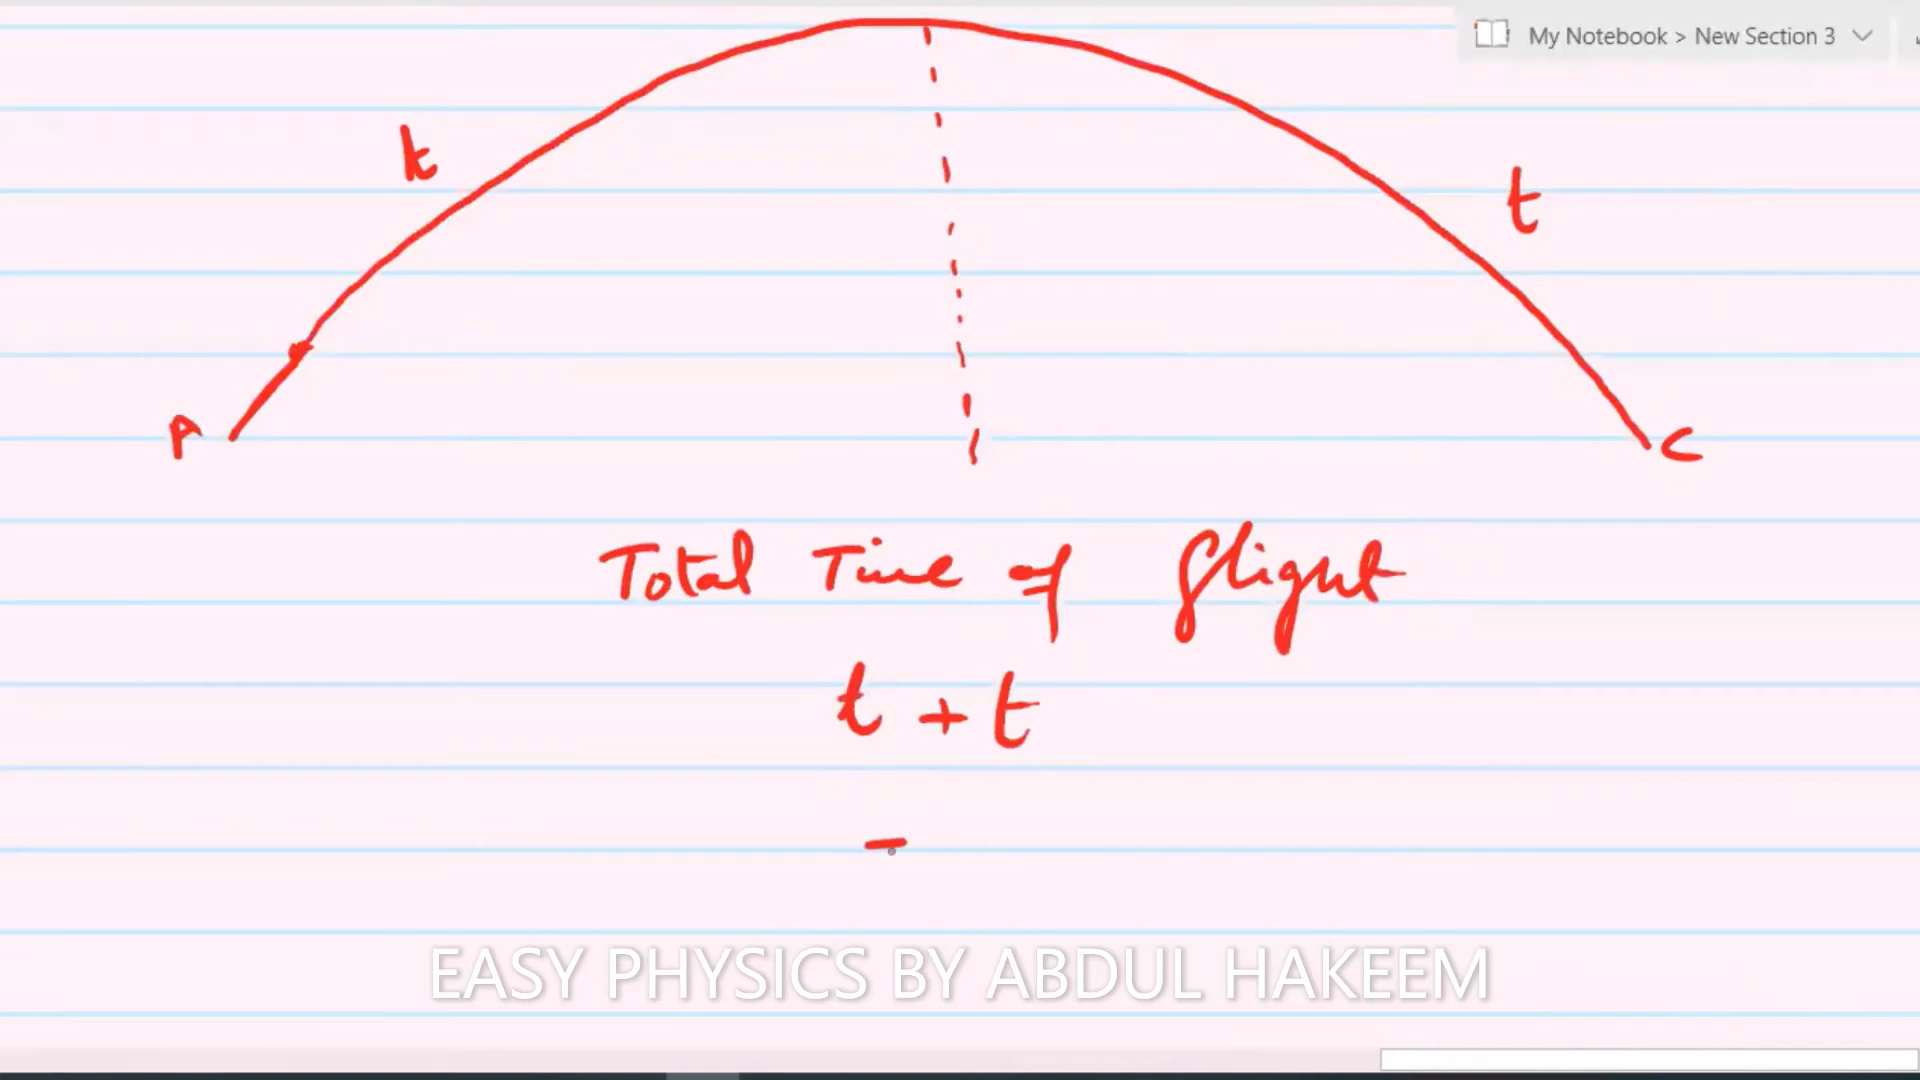 My Notebook > New Section 3
t
t
A
C
Total Time of flight
t + t
EASY PHYSICS BY ABDUL HAKEEM